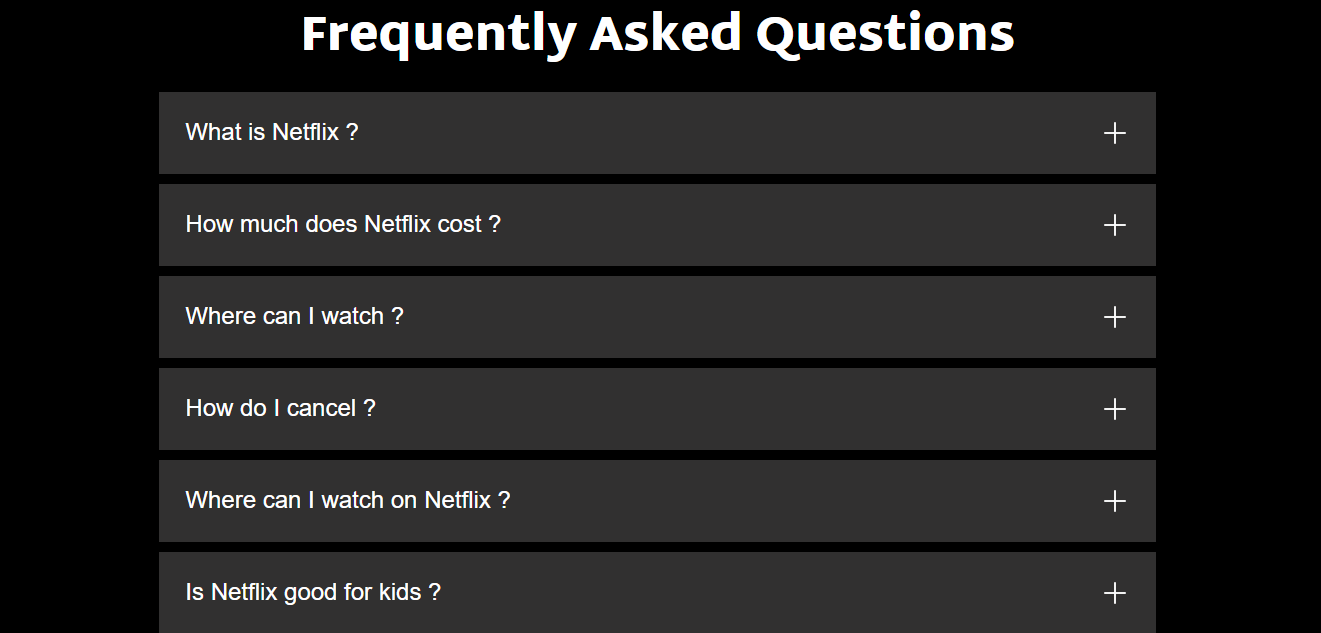 Frequently Asked Questions
What is Netflix ?
How much does Netflix cost ?
Where can I watch ?
How do I cancel ?
Where can I watch on Netflix ?
Is Netflix good for kids ?